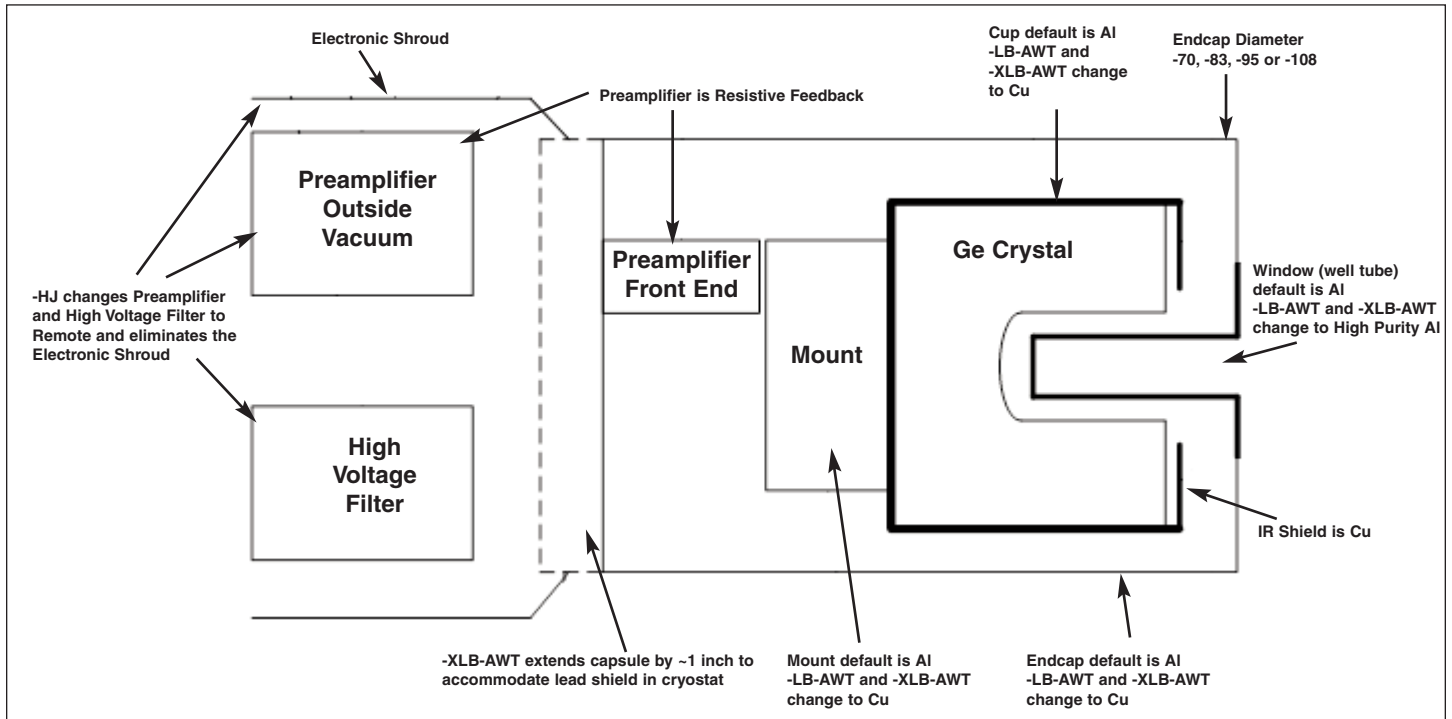 Electronic Shroud
Cup default is Al
-LB-AWT and
-XLB-AWT change
to Cu
Endcap Diameter
-70, -83, -95 or -108
Preamplifier is Resistive Feedback
Preamplifier
Outside
Vacuum
Preamplifier
Front End
Ge Crystal
Window (well tube)
default is Al
-LB-AWT and -XLB-AWT
change to High Purity Al
-HJ changes Preamplifier
and High Voltage Filter to
Remote and eliminates the
Electronic Shroud
Mount
High
Voltage
Filter
IR Shield is Cu
-XLB-AWT extends capsule by ~1 inch to
accommodate lead shield in cryostat
Mount default is Al
-LB-AWT and -XLB-AWT
change to Cu
Endcap default is Al
-LB-AWT and -XLB-AWT
change to Cu